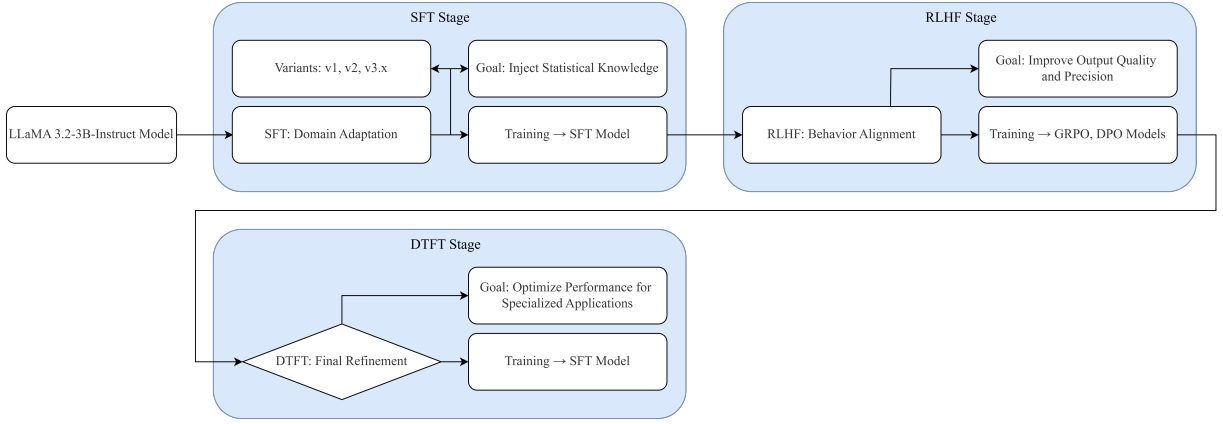 SFT Stage
Variants: v1, v2, v3.x
Goal: Inject Statistical Knowledge
LLaMA 3.2-3B-Instruct Model
SFT: Domain Adaptation
Training → SFT Model
RLHF Stage
Goal: Improve Output Quality
and Precision
RLHF: Behavior Alignment
Training → GRPO, DPO Models
DTFT Stage
Goal: Optimize Performance for
Specialized Applications
DTFT: Final Refinement
Training → SFT Model